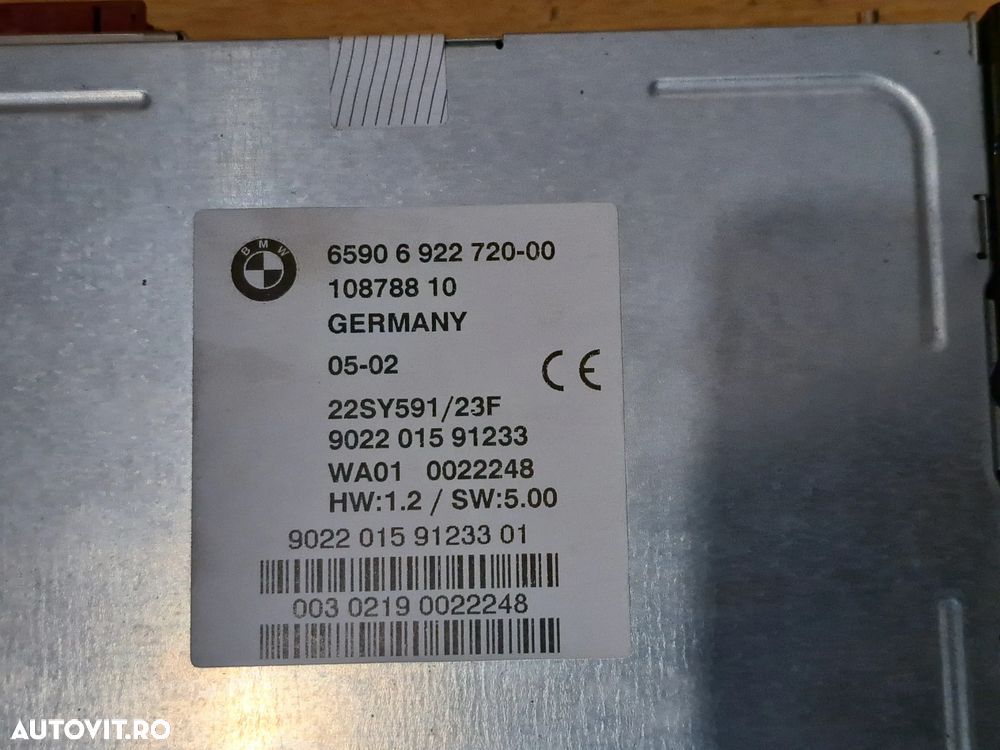 BMW
6590 6 922 720-00
108788 10
GERMANY
05-02
CE
22SY591/23F
9022 015 91233
WA01 0022248
HW:1.2 / SW:5.00
9022 015 91233 01
003 0219 0022248
AUTOVIT.RO